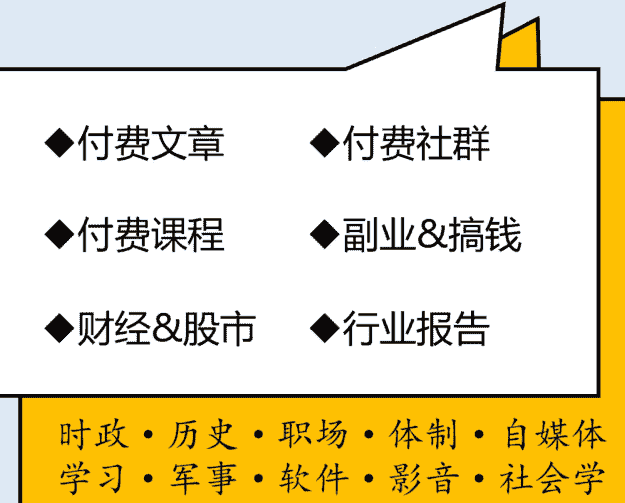 ◆付费文章 ◆付费社群
◆付费课程 ◆副业&搞钱
◆财经&股市 ◆行业报告
时政·历史·职场·体制·自媒体
学习·军事·软件·影音·社会学